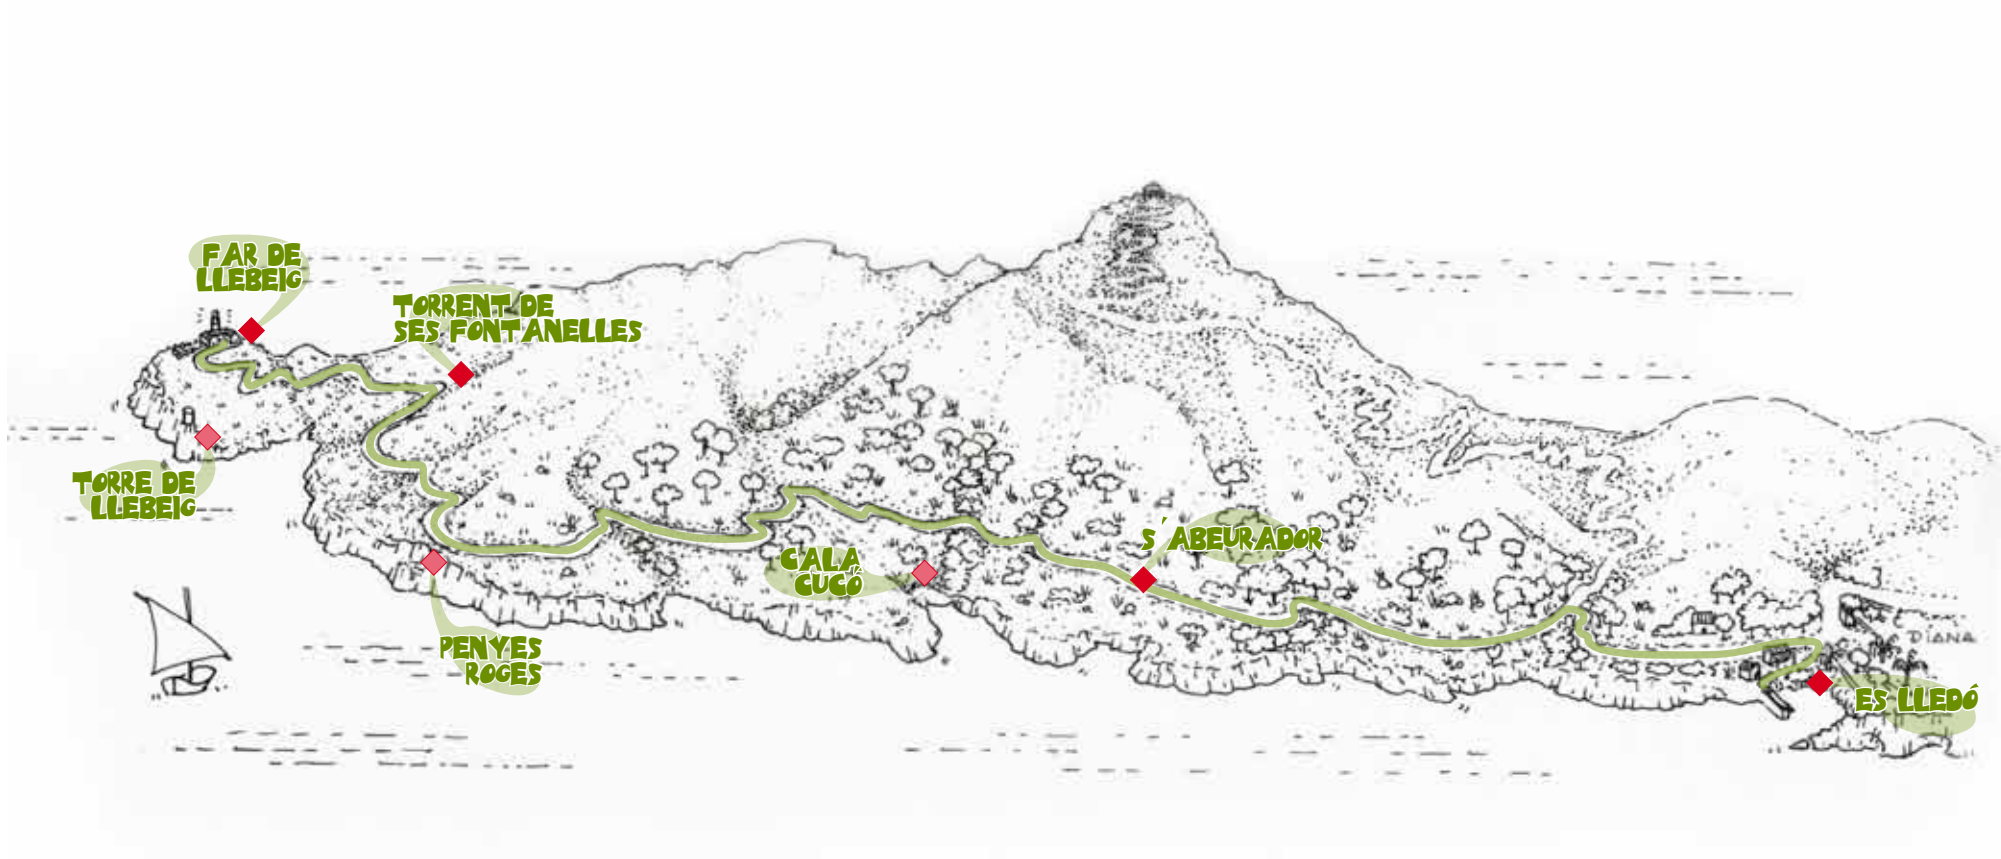 FAR DE
LLEBEIG
TORRENT DE
SES FONTANELLES
TORRE DE
LLEBEIG
CALA
CUCÓ
S'ABEURADOR
PENYES
ROGES
DIANA
ES LLEDÓ